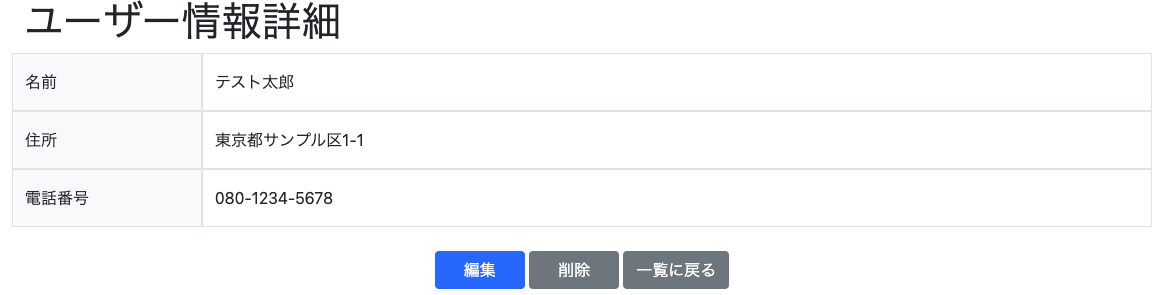 ユーザー情報詳細
名前 テスト太郎
住所 東京都サンプル区1-1
電話番号 080-1234-5678
編集 削除 一覧に戻る